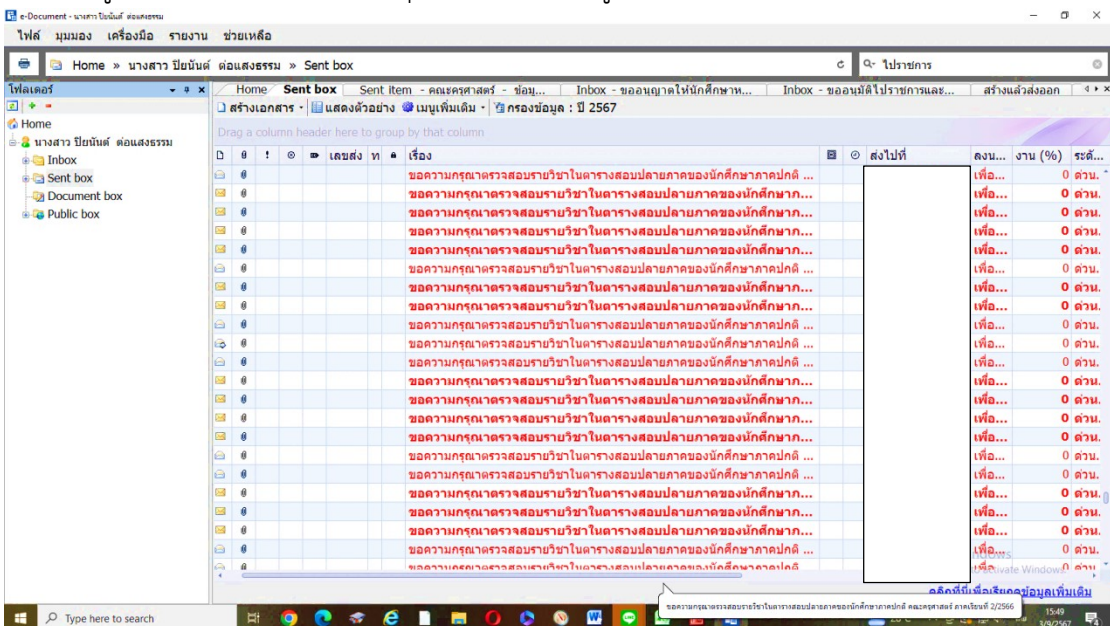 e-Document - นางสาว ปิยนันต์ ต่อแสงธรรม
ไฟล์ มุมมอง เครื่องมือ รายงาน ช่วยเหลือ
Home » นางสาว ปิยนันต์ ต่อแสงธรรม » Sent box ไปราชการ
โฟลเดอร์ Home Sent box Sent item - คณะครุศาสตร์ - ข้อมู... Inbox - ขออนุญาตให้นักศึกษาห... Inbox - ขออนุมัติไปราชการและ... สร้างแล้วส่งออก
สร้างเอกสาร แสดงตัวอย่าง เมนูเพิ่มเติม กรองข้อมูล : ปี 2567
Home
Drag a column header here to group by that column
นางสาว ปิยนันต์ ต่อแสงธรรม
Inbox
Sent box
Document box
Public box
เลขส่ง ท เรื่อง ส่งไปที่ ลงน... งาน (%) ระดั...
ขอความกรุณาตรวจสอบรายวิชาในตารางสอบปลายภาคของนักศึกษาภาคปกติ ... เพื่อ... 0 ด่วน.
ขอความกรุณาตรวจสอบรายวิชาในตารางสอบปลายภาคของนักศึกษาภ... เพื่อ... 0 ด่วน.
ขอความกรุณาตรวจสอบรายวิชาในตารางสอบปลายภาคของนักศึกษาภ... เพื่อ... 0 ด่วน.
ขอความกรุณาตรวจสอบรายวิชาในตารางสอบปลายภาคของนักศึกษาภ... เพื่อ... 0 ด่วน.
ขอความกรุณาตรวจสอบรายวิชาในตารางสอบปลายภาคของนักศึกษาภ... เพื่อ... 0 ด่วน.
ขอความกรุณาตรวจสอบรายวิชาในตารางสอบปลายภาคของนักศึกษาภาคปกติ ... เพื่อ... 0 ด่วน.
ขอความกรุณาตรวจสอบรายวิชาในตารางสอบปลายภาคของนักศึกษาภ... เพื่อ... 0 ด่วน.
ขอความกรุณาตรวจสอบรายวิชาในตารางสอบปลายภาคของนักศึกษาภ... เพื่อ... 0 ด่วน.
ขอความกรุณาตรวจสอบรายวิชาในตารางสอบปลายภาคของนักศึกษาภาคปกติ ... เพื่อ... 0 ด่วน.
ขอความกรุณาตรวจสอบรายวิชาในตารางสอบปลายภาคของนักศึกษาภาคปกติ ... เพื่อ... 0 ด่วน.
ขอความกรุณาตรวจสอบรายวิชาในตารางสอบปลายภาคของนักศึกษาภาคปกติ ... เพื่อ... 0 ด่วน.
ขอความกรุณาตรวจสอบรายวิชาในตารางสอบปลายภาคของนักศึกษาภ... เพื่อ... 0 ด่วน.
ขอความกรุณาตรวจสอบรายวิชาในตารางสอบปลายภาคของนักศึกษาภ... เพื่อ... 0 ด่วน.
ขอความกรุณาตรวจสอบรายวิชาในตารางสอบปลายภาคของนักศึกษาภ... เพื่อ... 0 ด่วน.
ขอความกรุณาตรวจสอบรายวิชาในตารางสอบปลายภาคของนักศึกษาภ... เพื่อ... 0 ด่วน.
ขอความกรุณาตรวจสอบรายวิชาในตารางสอบปลายภาคของนักศึกษาภาคปกติ ... เพื่อ... 0 ด่วน.
ขอความกรุณาตรวจสอบรายวิชาในตารางสอบปลายภาคของนักศึกษาภาคปกติ ... เพื่อ... 0 ด่วน.
ขอความกรุณาตรวจสอบรายวิชาในตารางสอบปลายภาคของนักศึกษาภ... เพื่อ... 0 ด่วน.
ขอความกรุณาตรวจสอบรายวิชาในตารางสอบปลายภาคของนักศึกษาภ... เพื่อ... 0 ด่วน.
ขอความกรุณาตรวจสอบรายวิชาในตารางสอบปลายภาคของนักศึกษาภ... เพื่อ... 0 ด่วน.
ขอความกรุณาตรวจสอบรายวิชาในตารางสอบปลายภาคของนักศึกษาภาคปกติ ... เพื่อ... 0 ด่วน.
ขอความกรุณาตรวจสอบรายวิชาในตารางสอบปลายภาคของนักศึกษาภาคปกติ ... เพื่อ... 0 ด่วน
คลิกที่นี่เพื่อเรียกดูข้อมูลเพิ่มเติม
ขอความกรุณาตรวจสอบรายวิชาในตารางสอบปลายภาคของนักศึกษาภาคปกติ คณะครุศาสตร์ ภาคเรียนที่ 2/2566
Type here to search
15:49
3/9/2567